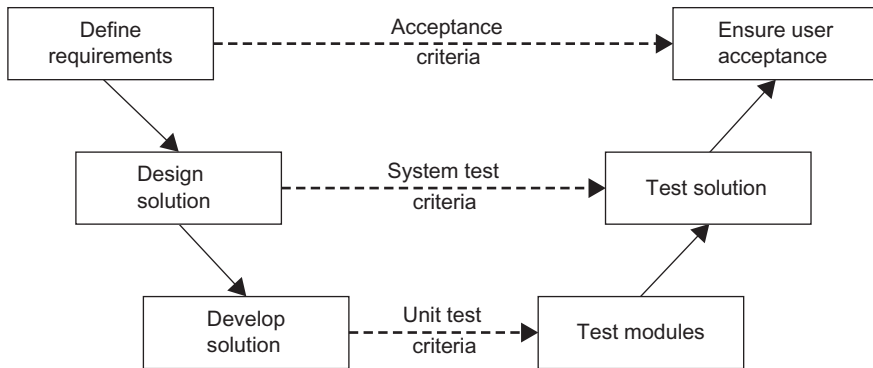 Define
requirements
Acceptance
criteria
Ensure user
acceptance
Design
solution
System test
criteria
Test solution
Develop
solution
Unit test
criteria
Test modules